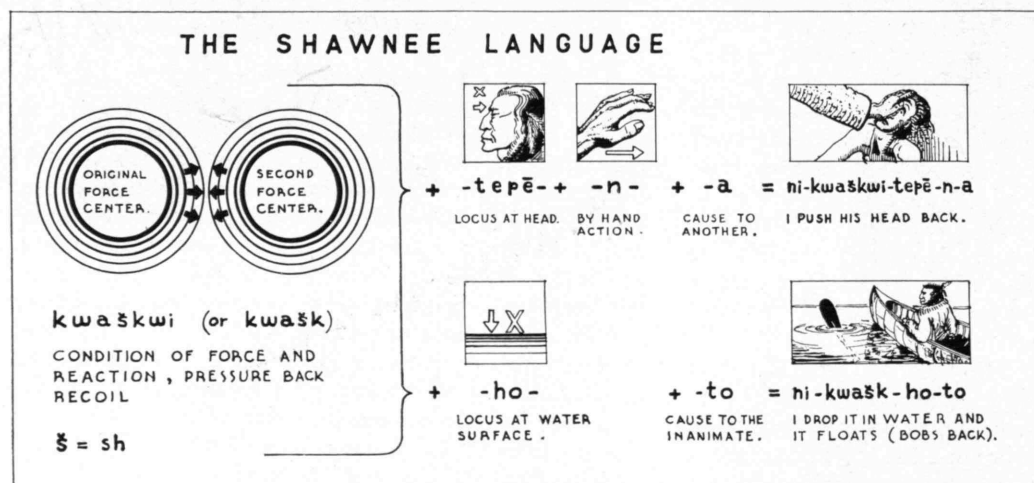 THE SHAWNEE LANGUAGE
ORIGINAL
FORCE
CENTER.
SECOND
FORCE
CENTER.
X
+ -tepē- + -n- + -a = ni-kwaškwi-tepē-n-a
LOCUS AT HEAD.
BY HAND
ACTION.
CAUSE TO
ANOTHER.
I PUSH HIS HEAD BACK.
kwaškwi (or kwašk)
CONDITION OF FORCE AND
REACTION, PRESSURE BACK
RECOIL
š = sh
X
+ -ho- + -to = ni-kwašk-ho-to
LOCUS AT WATER
SURFACE.
CAUSE TO THE
INANIMATE.
I DROP IT IN WATER AND
IT FLOATS (BOBS BACK).